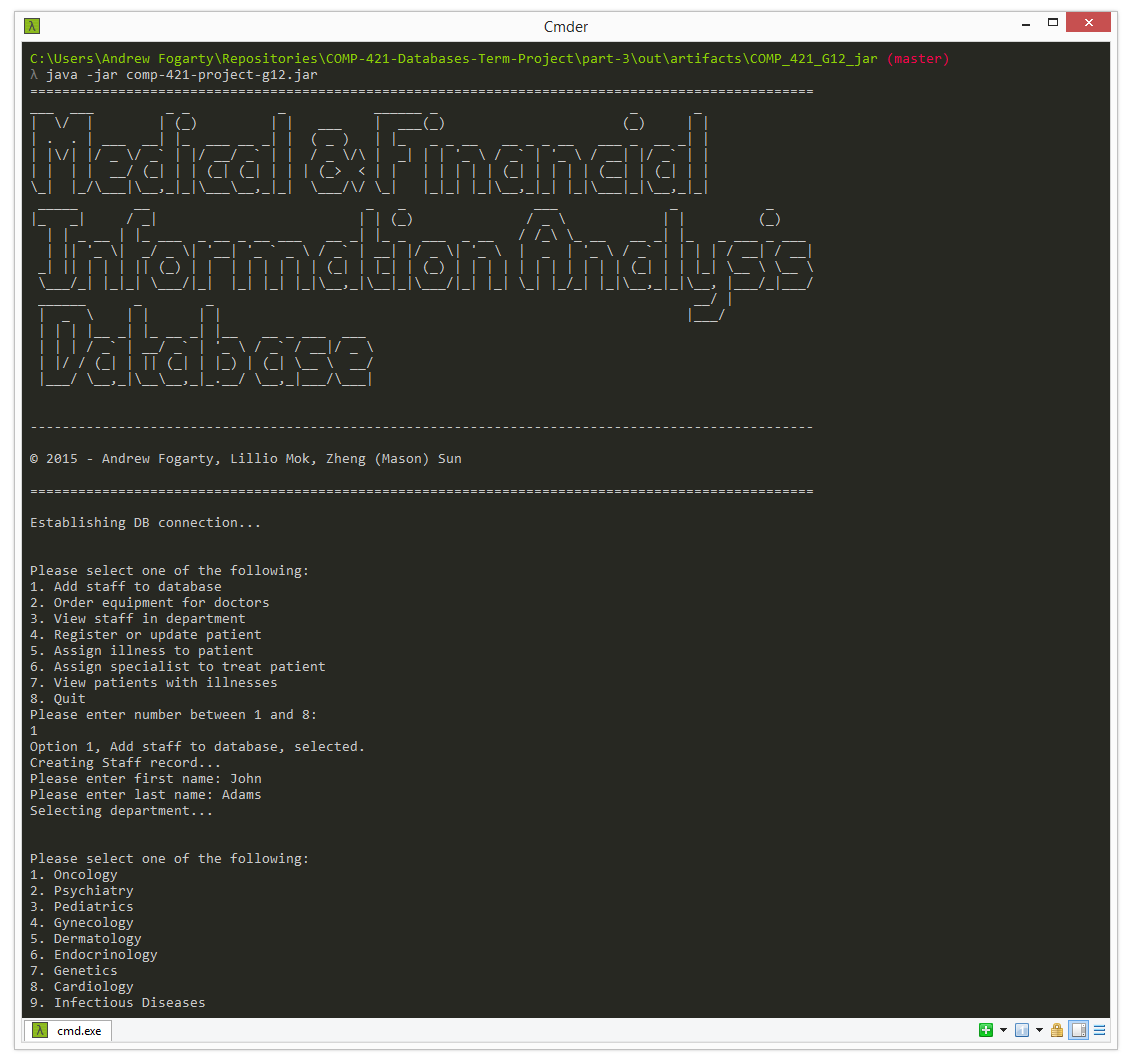 Cmder
C:\Users\Andrew Fogarty\Repositories\COMP-421-Databases-Term-Project\part-3\out\artifacts\COMP_421_G12_jar (master)
λ java -jar comp-421-project-g12.jar
==================================================================================================
Medical & Financial
Information Analysis
Database
--------------------------------------------------------------------------------------------------
© 2015 - Andrew Fogarty, Lillio Mok, Zheng (Mason) Sun
==================================================================================================
Establishing DB connection...
Please select one of the following:
1. Add staff to database
2. Order equipment for doctors
3. View staff in department
4. Register or update patient
5. Assign illness to patient
6. Assign specialist to treat patient
7. View patients with illnesses
8. Quit
Please enter number between 1 and 8:
1
Option 1, Add staff to database, selected.
Creating Staff record...
Please enter first name: John
Please enter last name: Adams
Selecting department...
Please select one of the following:
1. Oncology
2. Psychiatry
3. Pediatrics
4. Gynecology
5. Dermatology
6. Endocrinology
7. Genetics
8. Cardiology
9. Infectious Diseases
λ cmd.exe